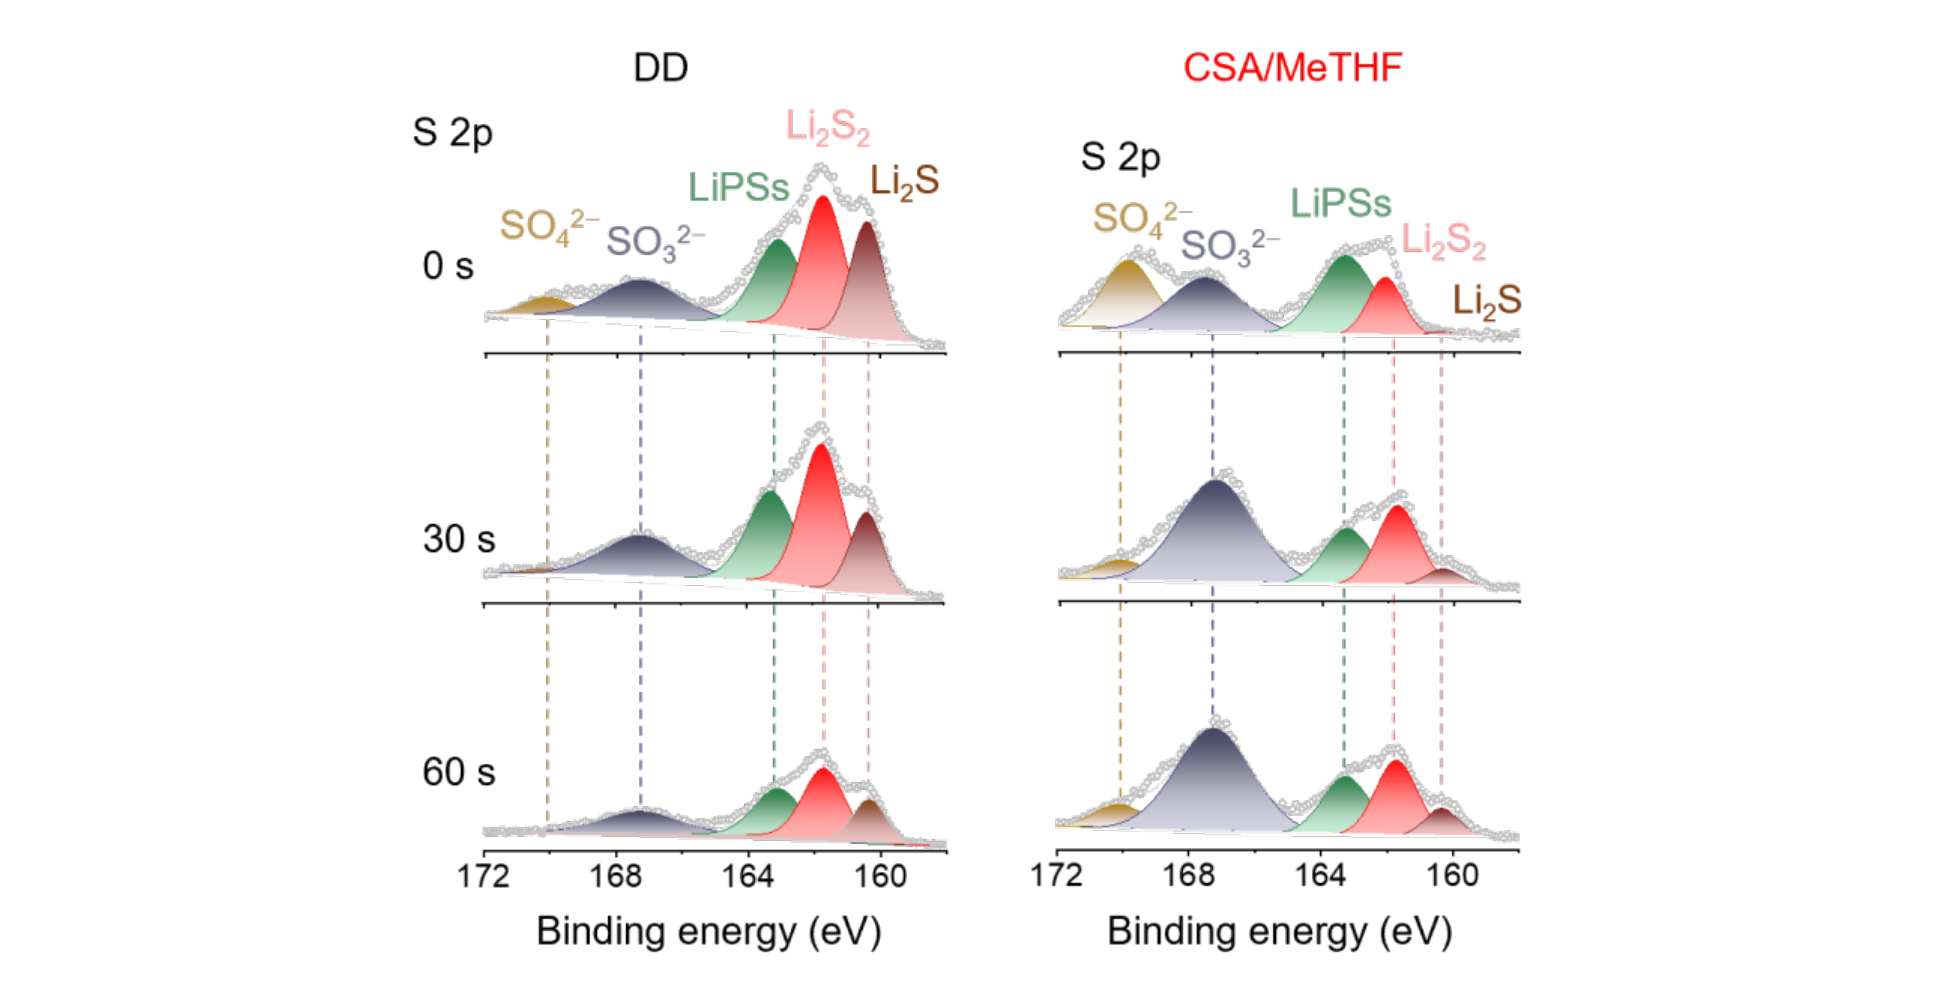 DD
S 2p
Li₂S₂
LiPSs
Li₂S
SO₄²⁻
SO₃²⁻
0 s
30 s
60 s
172 168 164 160
Binding energy (eV)
CSA/MeTHF
S 2p
LiPSs
SO₄²⁻
SO₃²⁻
Li₂S₂
Li₂S
172 168 164 160
Binding energy (eV)